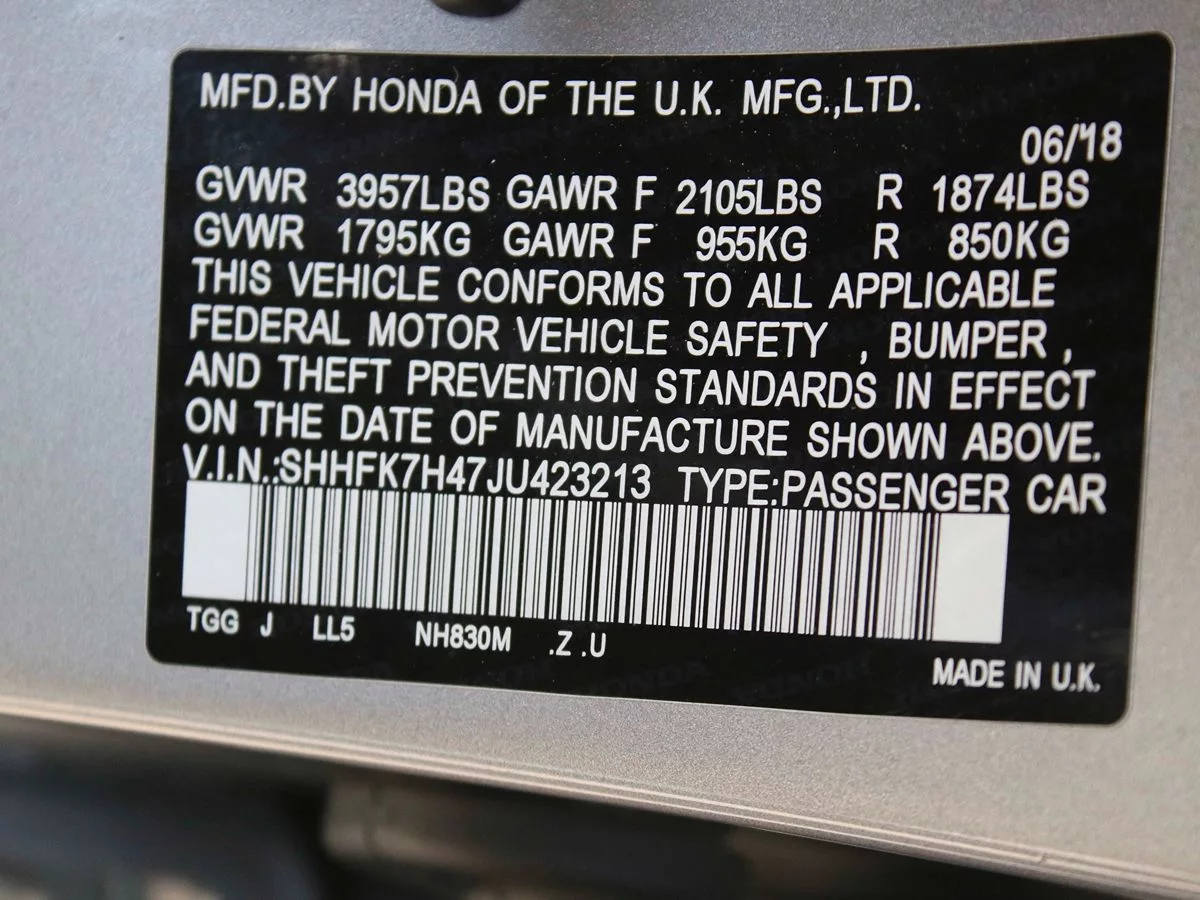 MFD.BY HONDA OF THE U.K. MFG.,LTD.
06/18
GVWR 3957LBS GAWR F 2105LBS R 1874LBS
GVWR 1795KG GAWR F 955KG R 850KG
THIS VEHICLE CONFORMS TO ALL APPLICABLE
FEDERAL MOTOR VEHICLE SAFETY , BUMPER ,
AND THEFT PREVENTION STANDARDS IN EFFECT
ON THE DATE OF MANUFACTURE SHOWN ABOVE.
V.I.N.:SHHFK7H47JU423213 TYPE:PASSENGER CAR
TGG J LL5 NH830M .Z .U
MADE IN U.K.